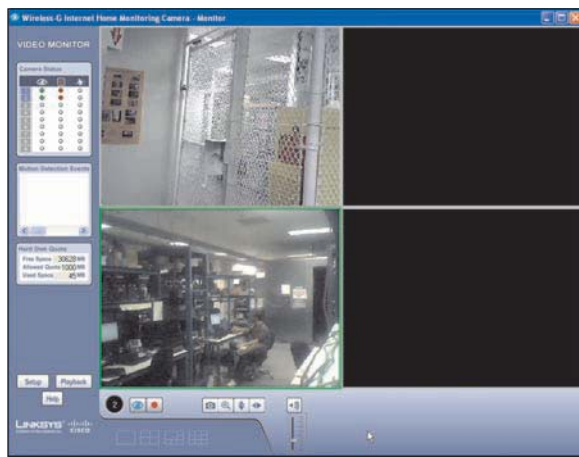 Wireless-G Internet Home Monitoring Camera - Monitor
VIDEO MONITOR
Camera Status
Motion Detection Events
Hard Disk Quota
Free Space 30628 MB
Allowed Quota 1000 MB
Used Space 45 MB
Setup Playback
Help
2
LINKSYS
CISCO